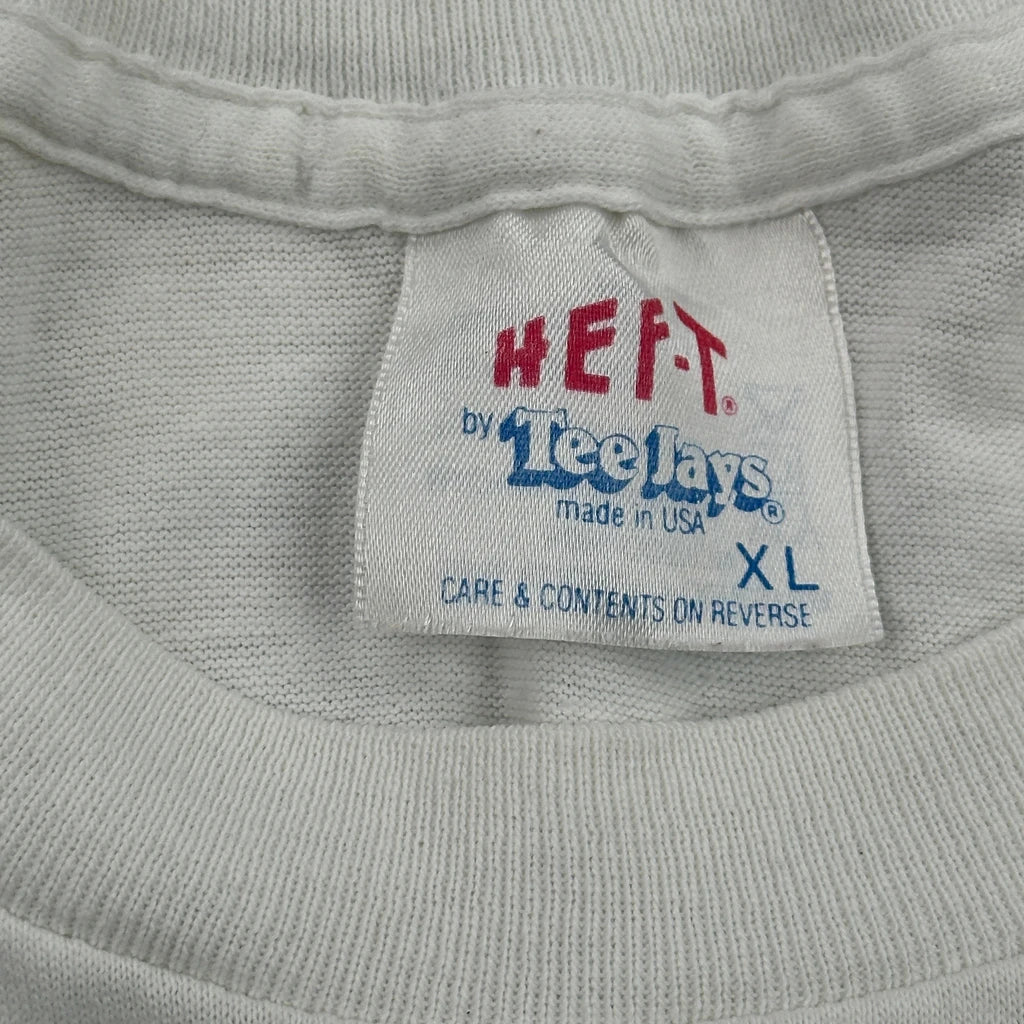 HEF-T®
by Tee Jays®
made in USA
XL
CARE & CONTENTS ON REVERSE